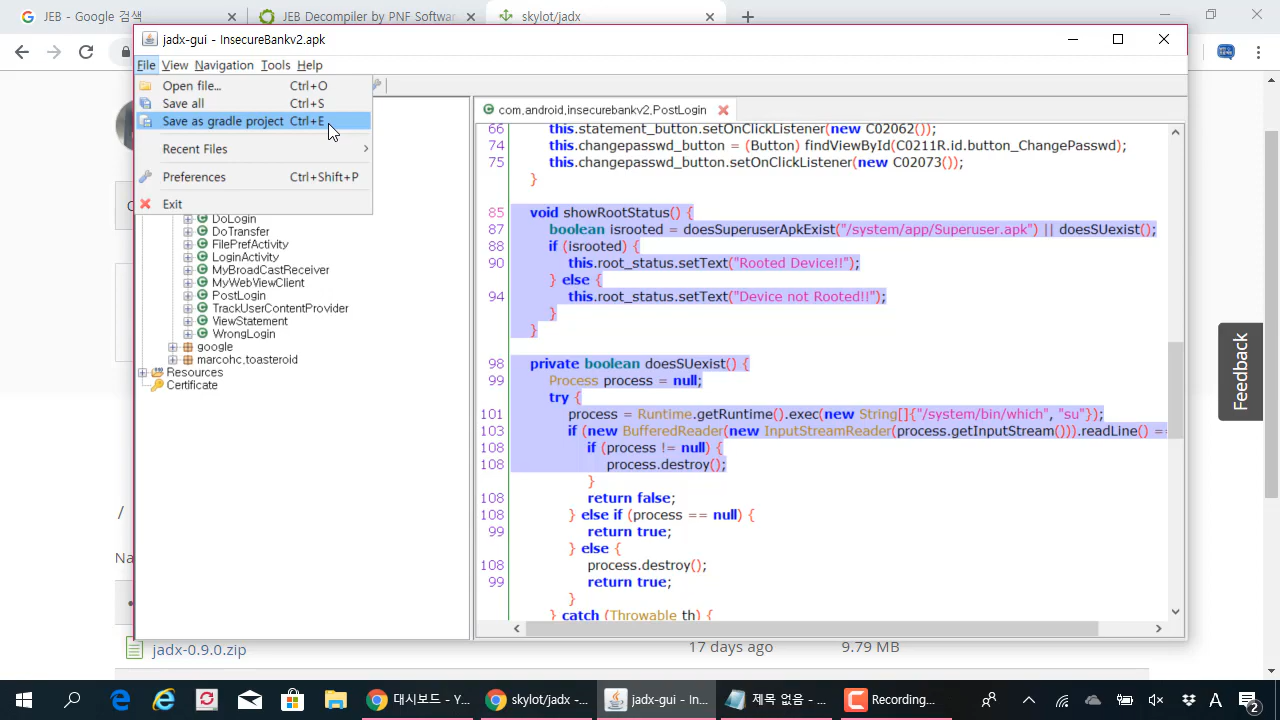 JEB - Google 검색
JEB Decompiler by PNF Softwar
skylot/jadx
jadx-gui - InsecureBankv2.apk
File View Navigation Tools Help
Open file... Ctrl+O
Save all Ctrl+S
Save as gradle project Ctrl+E
Recent Files
Preferences Ctrl+Shift+P
Exit
DoLogin
DoTransfer
FilePrefActivity
LoginActivity
MyBroadCastReceiver
MyWebViewClient
PostLogin
TrackUserContentProvider
ViewStatement
WrongLogin
google
marcohc.toasteroid
Resources
Certificate
com.android.insecurebankv2.PostLogin
66 this.statement_button.setOnClickListener(new C02062());
74 this.changepasswd_button = (Button) findViewById(C0211R.id.button_ChangePasswd);
75 this.changepasswd_button.setOnClickListener(new C02073());
}
85 void showRootStatus() {
87 boolean isrooted = doesSuperuserApkExist("/system/app/Superuser.apk") || doesSUexist();
88 if (isrooted) {
90 this.root_status.setText("Rooted Device!!");
} else {
94 this.root_status.setText("Device not Rooted!!");
}
}
98 private boolean doesSUexist() {
99 Process process = null;
try {
101 process = Runtime.getRuntime().exec(new String[]{"/system/bin/which", "su"});
103 if (new BufferedReader(new InputStreamReader(process.getInputStream())).readLine() ==
108 if (process != null) {
108 process.destroy();
}
108 return false;
108 } else if (process == null) {
99 return true;
} else {
108 process.destroy();
99 return true;
}
} catch (Throwable th) {
Feedback
/
Na
jadx-0.9.0.zip 17 days ago 9.79 MB
대시보드 - Y...
skylot/jadx -...
jadx-gui - In...
제목 없음 - ...
Recording...
A
2